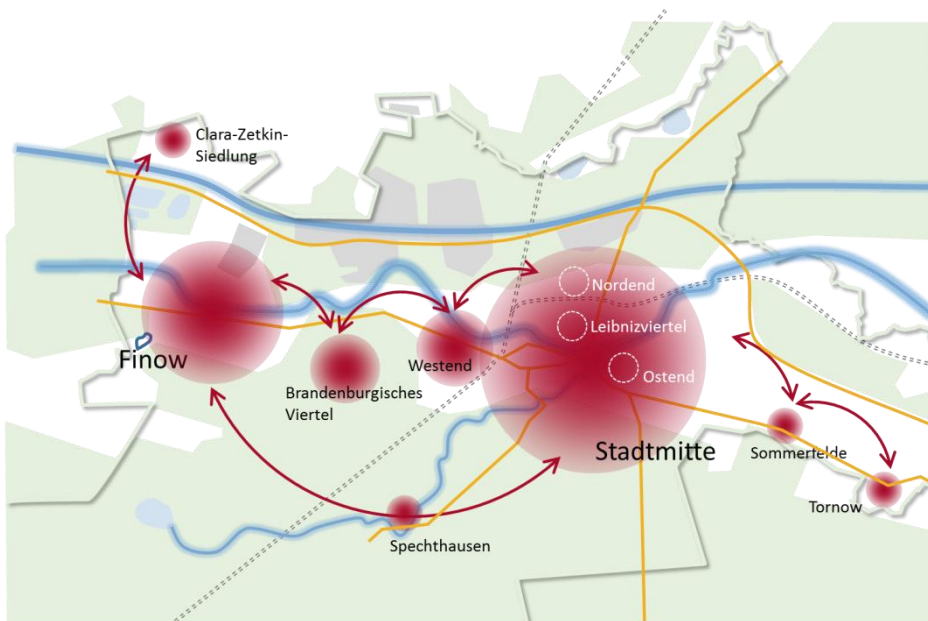 Clara-Zetkin-
Siedlung
Nordend
Leibnizviertel
Finow
Westend
Ostend
Brandenburgisches
Viertel
Stadtmitte
Sommerfelde
Tornow
Spechthausen